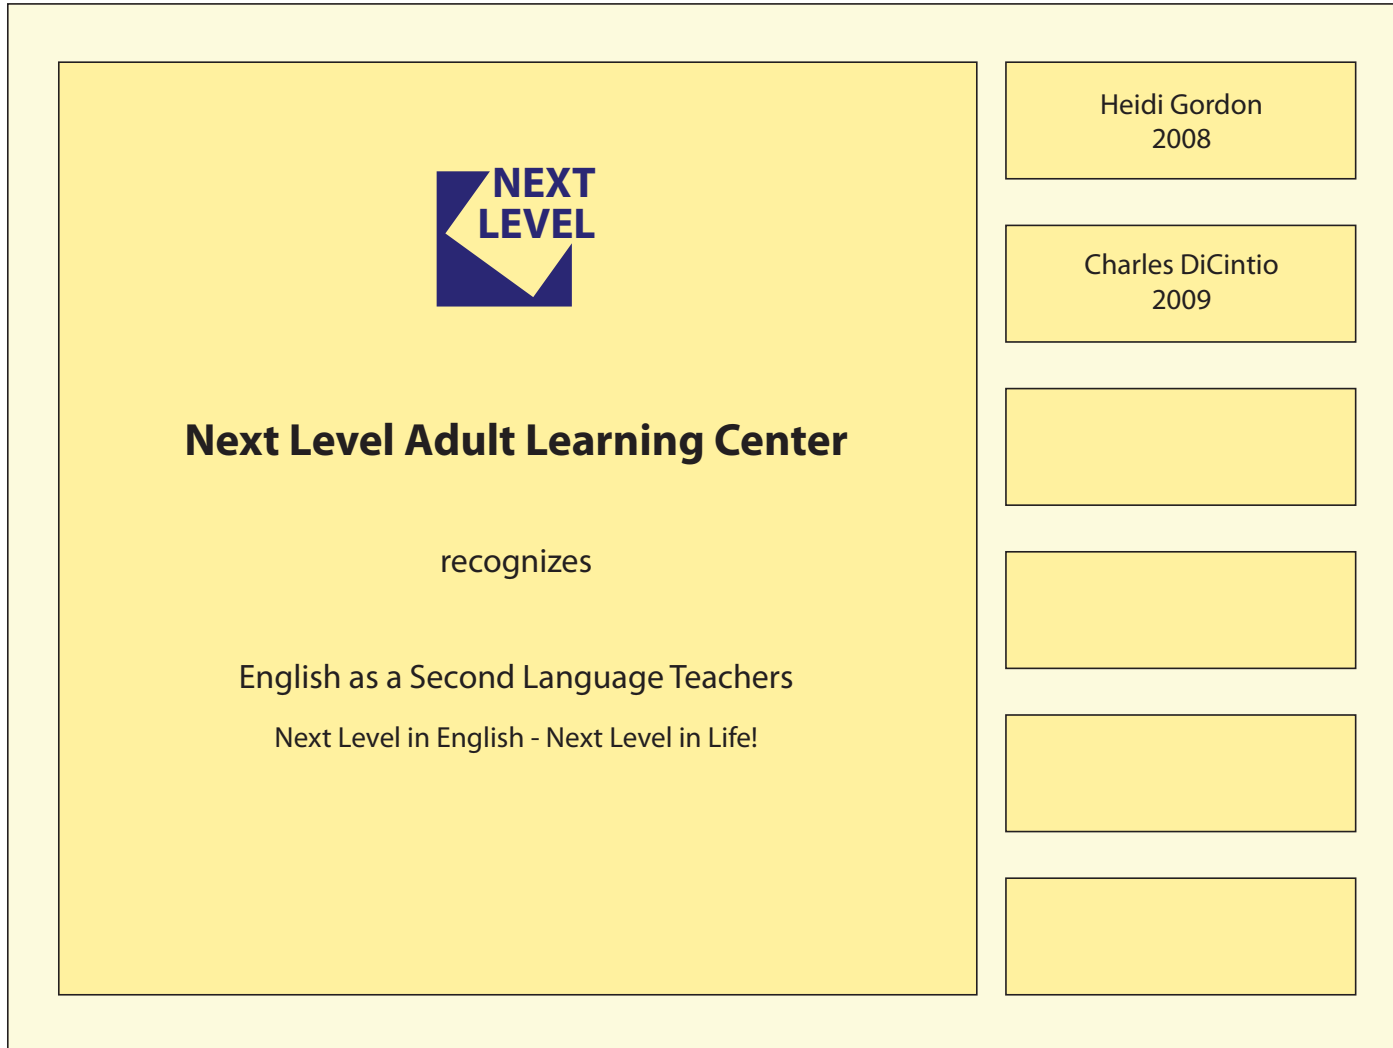 NEXT
LEVEL
Next Level Adult Learning Center
recognizes
English as a Second Language Teachers
Next Level in English - Next Level in Life!
Heidi Gordon
2008
Charles DiCintio
2009